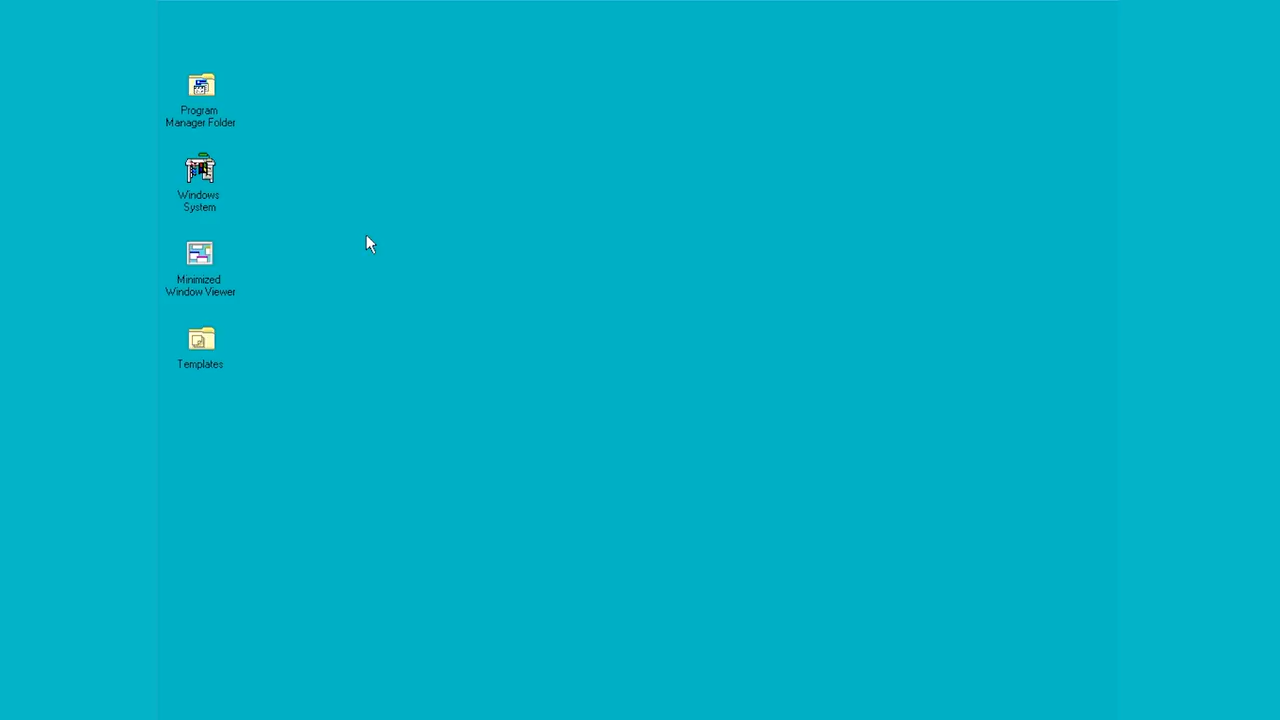 Program
Manager Folder
Windows
System
Minimized
Window Viewer
Templates